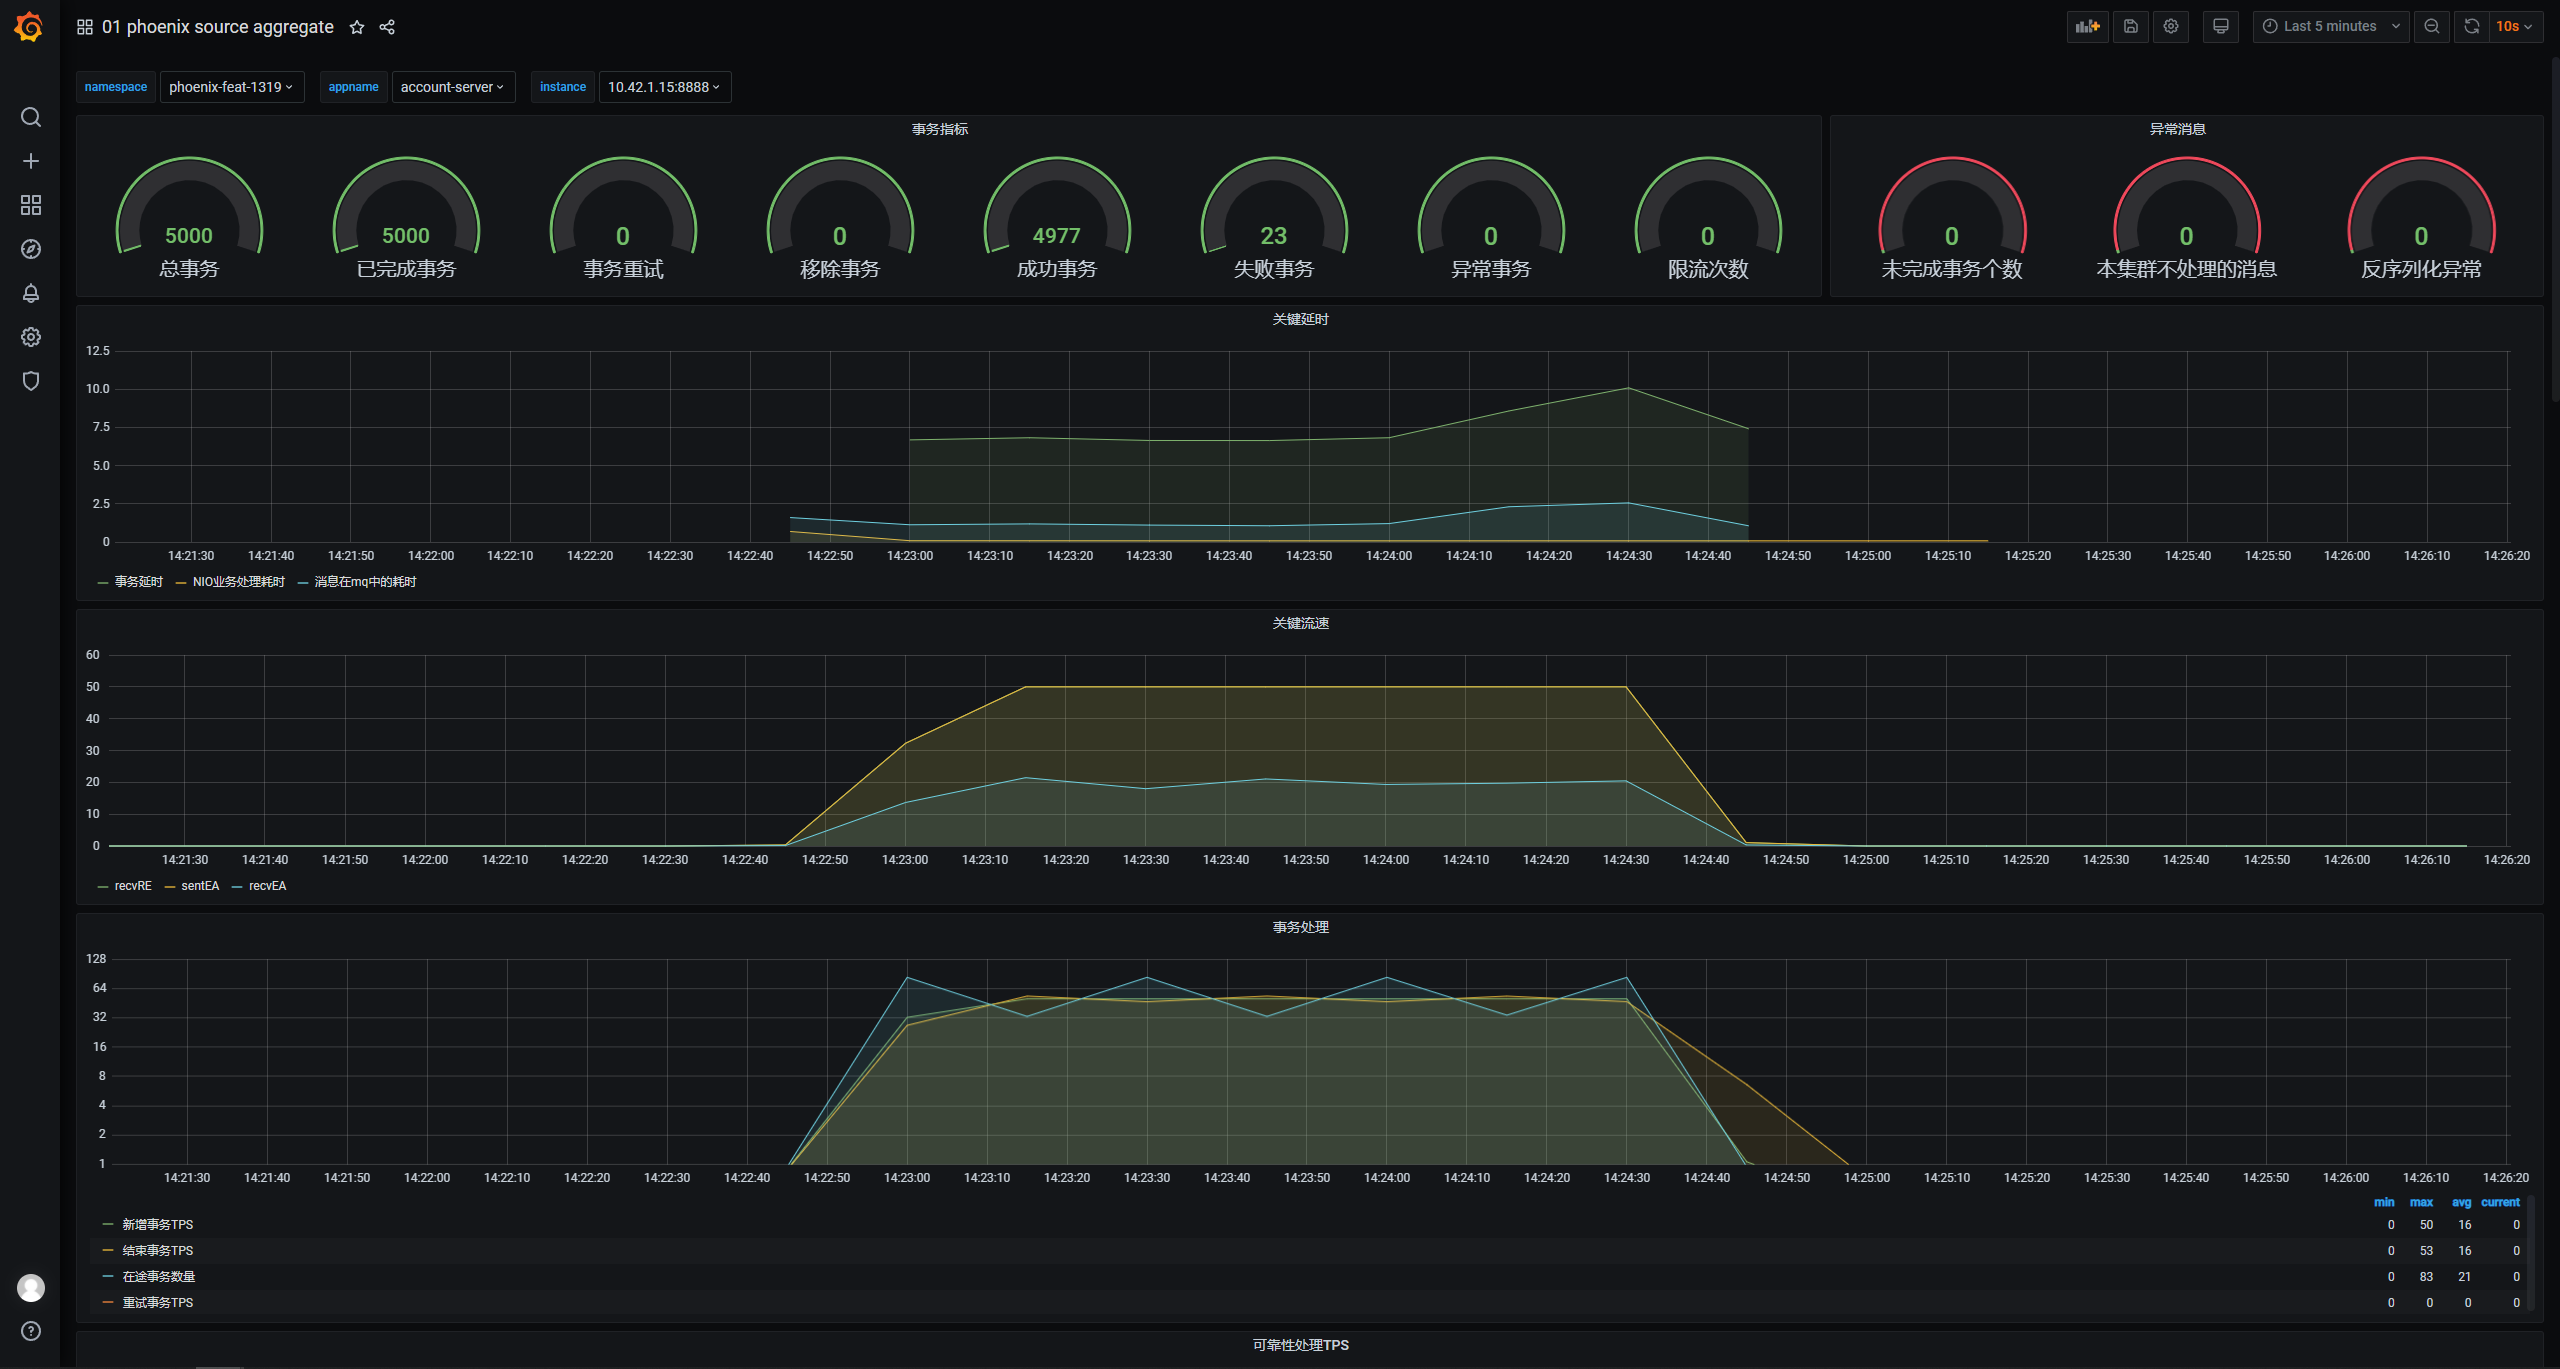 01 phoenix source aggregate
Last 5 minutes
10s
namespace phoenix-feat-1319 appname account-server instance 10.42.1.15:8888
事务指标
5000 5000 0 0 4977 23 0 0
总事务 已完成事务 事务重试 移除事务 成功事务 失败事务 异常事务 限流次数
异常消息
0 0 0
未完成事务个数 本集群不处理的消息 反序列化异常
关键延时
12.5
10.0
7.5
5.0
2.5
0
14:21:30 14:21:40 14:21:50 14:22:00 14:22:10 14:22:20 14:22:30 14:22:40 14:22:50 14:23:00 14:23:10 14:23:20 14:23:30 14:23:40 14:23:50 14:24:00 14:24:10 14:24:20 14:24:30 14:24:40 14:24:50 14:25:00 14:25:10 14:25:20 14:25:30 14:25:40 14:25:50 14:26:00 14:26:10 14:26:20
事务延时 NIO业务处理耗时 消息在mq中的耗时
关键流速
60
50
40
30
20
10
0
14:21:30 14:21:40 14:21:50 14:22:00 14:22:10 14:22:20 14:22:30 14:22:40 14:22:50 14:23:00 14:23:10 14:23:20 14:23:30 14:23:40 14:23:50 14:24:00 14:24:10 14:24:20 14:24:30 14:24:40 14:24:50 14:25:00 14:25:10 14:25:20 14:25:30 14:25:40 14:25:50 14:26:00 14:26:10 14:26:20
recvRE sentEA recvEA
事务处理
128
64
32
16
8
4
2
1
14:21:30 14:21:40 14:21:50 14:22:00 14:22:10 14:22:20 14:22:30 14:22:40 14:22:50 14:23:00 14:23:10 14:23:20 14:23:30 14:23:40 14:23:50 14:24:00 14:24:10 14:24:20 14:24:30 14:24:40 14:24:50 14:25:00 14:25:10 14:25:20 14:25:30 14:25:40 14:25:50 14:26:00 14:26:10 14:26:20
min max avg current
新增事务TPS 0 50 16 0
结束事务TPS 0 53 16 0
在途事务数量 0 83 21 0
重试事务TPS 0 0 0 0
可靠性处理TPS